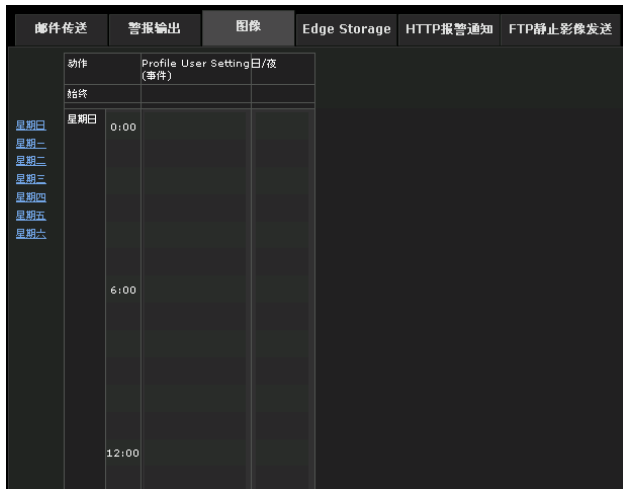 邮件传送 警报输出 图像 Edge Storage HTTP报警通知 FTP静止影像发送
动作 Profile User Setting 日/夜
(事件)
始终
星期日 0:00
星期日
星期一
星期二
星期三
星期四
星期五
星期六
6:00
12:00